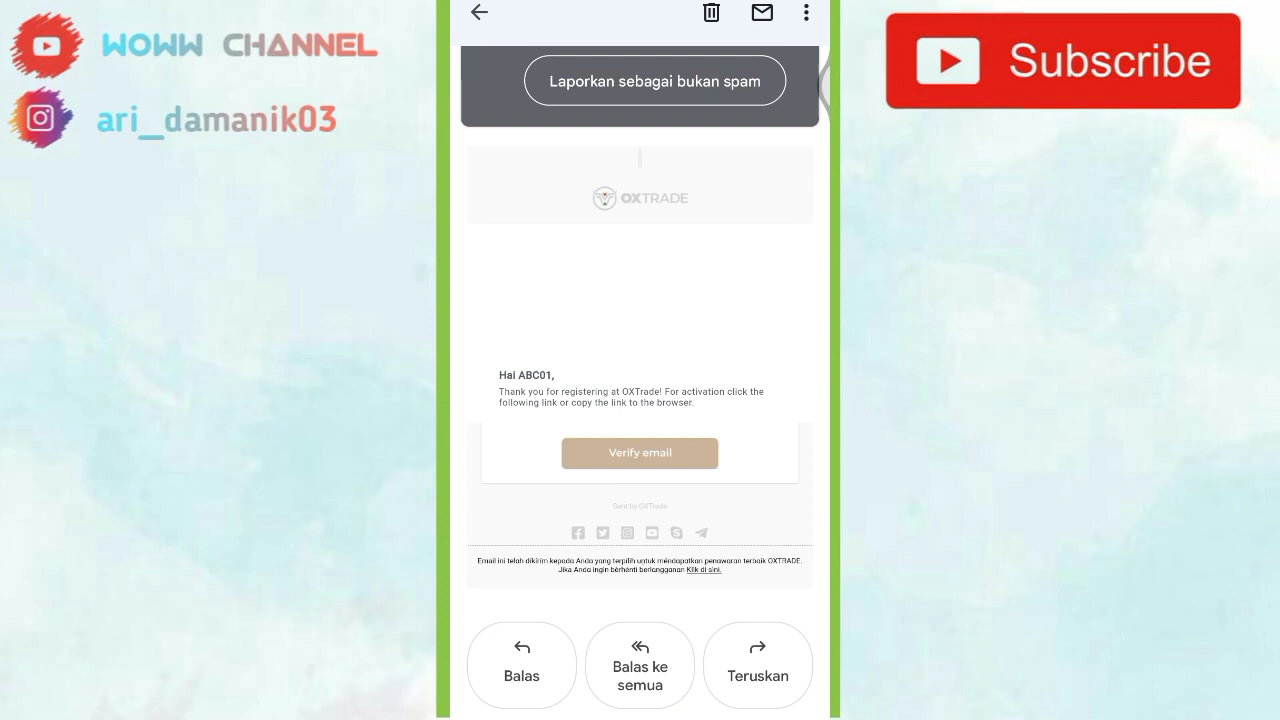 WOWW CHANNEL
ari_damanik03
Subscribe
Laporkan sebagai bukan spam
OXTRADE
Hai ABC01,
Thank you for registering at OXTrade! For activation click the
following link or copy the link to the browser.
Verify email
Sent by OXTrade
Email ini telah dikirim kepada Anda yang terpilih untuk mendapatkan penawaran terbaik OXTRADE.
Jika Anda ingin berhenti berlangganan Klik di sini.
Balas
Balas ke
semua
Teruskan